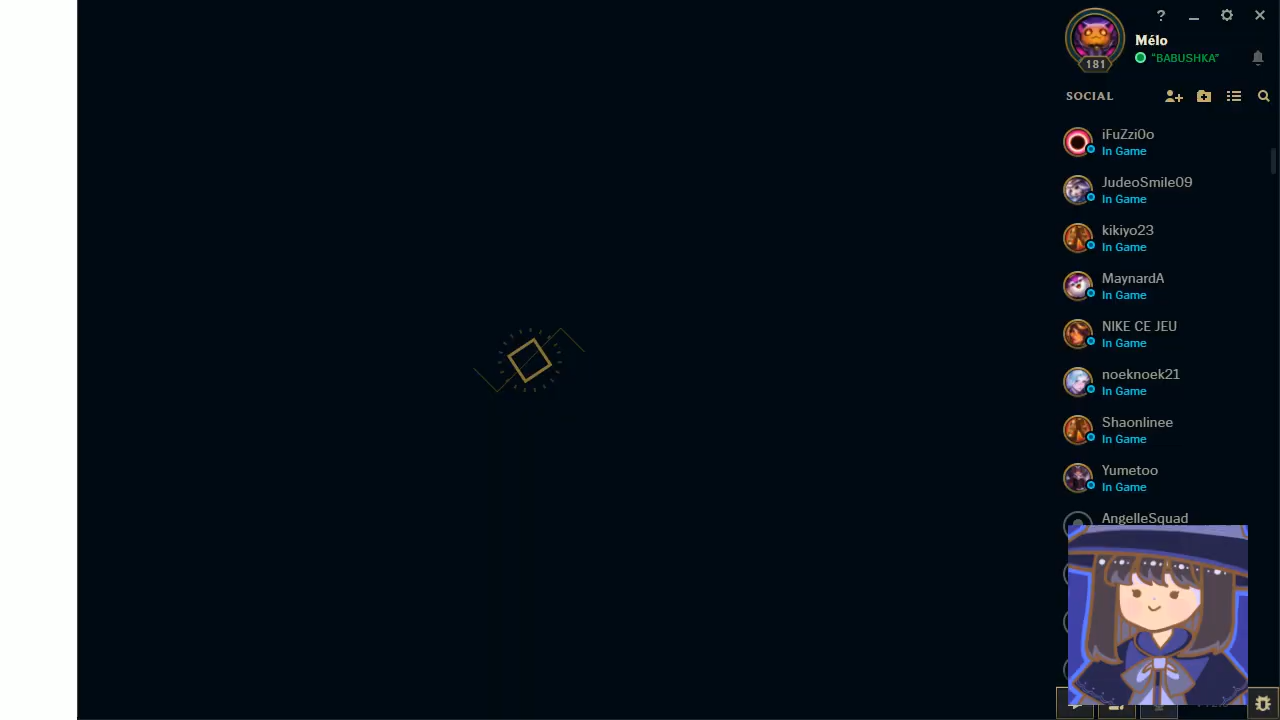 ?
Mélo
181
"BABUSHKA"
SOCIAL
iFuZzi0o
In Game
JudeoSmile09
In Game
kikiyo23
In Game
MaynardA
In Game
NIKE CE JEU
In Game
noeknoek21
In Game
Shaonlinee
In Game
Yumetoo
In Game
AngelleSquad